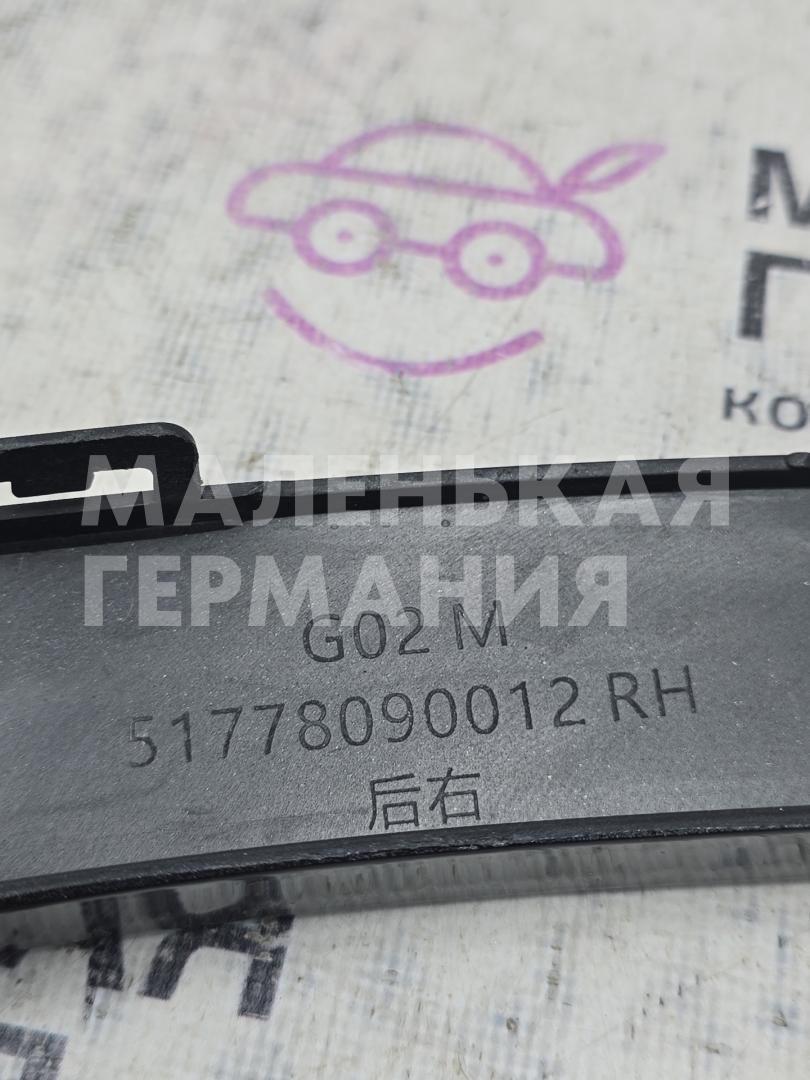 МАЛЕНЬКАЯ
ГЕРМАНИЯ
G02 M
51778090012 RH
后右